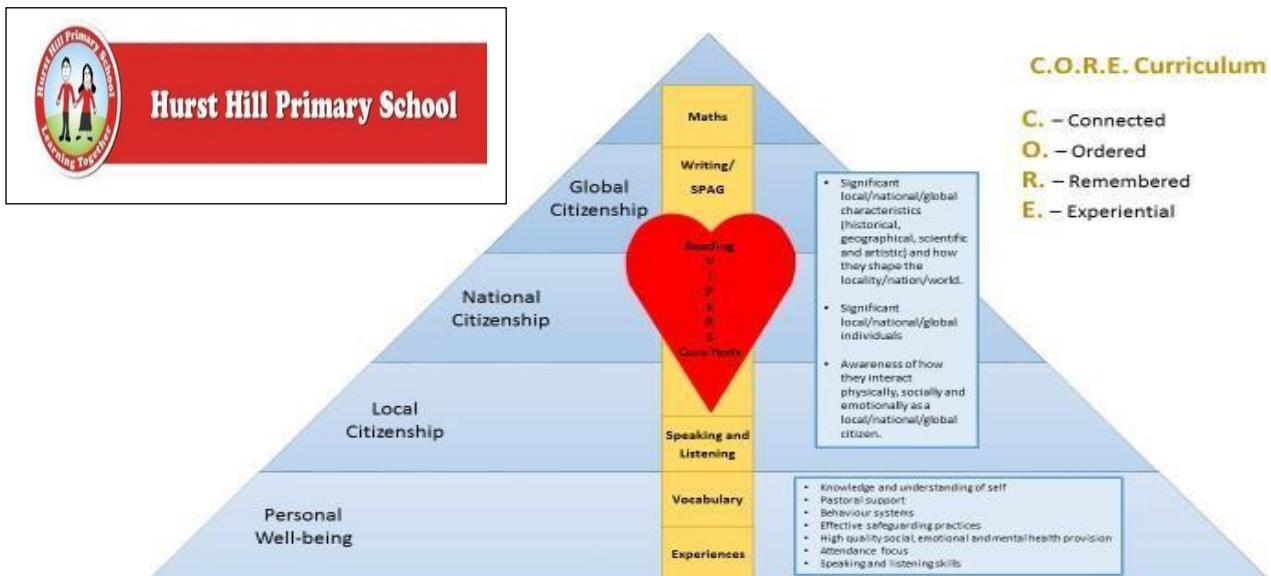 Hurst Hill Primary School
Learning Together
Hurst Hill Primary School
C.O.R.E. Curriculum
C. – Connected
O. – Ordered
R. – Remembered
E. – Experiential
Maths
Writing/
SPAG
Reading
V
I
P
E
R
S
Core Texts
Speaking and
Listening
Vocabulary
Experiences
Global
Citizenship
National
Citizenship
Local
Citizenship
Personal
Well-being
• Significant
local/national/global
characteristics
(historical,
geographical, scientific
and artistic) and how
they shape the
locality/nation/world.
• Significant
local/national/global
individuals
• Awareness of how
they interact
physically, socially and
emotionally as a
local/national/global
citizen.
• Knowledge and understanding of self
• Pastoral support
• Behaviour systems
• Effective safeguarding practices
• High quality social, emotional and mental health provision
• Attendance focus
• Speaking and listening skills